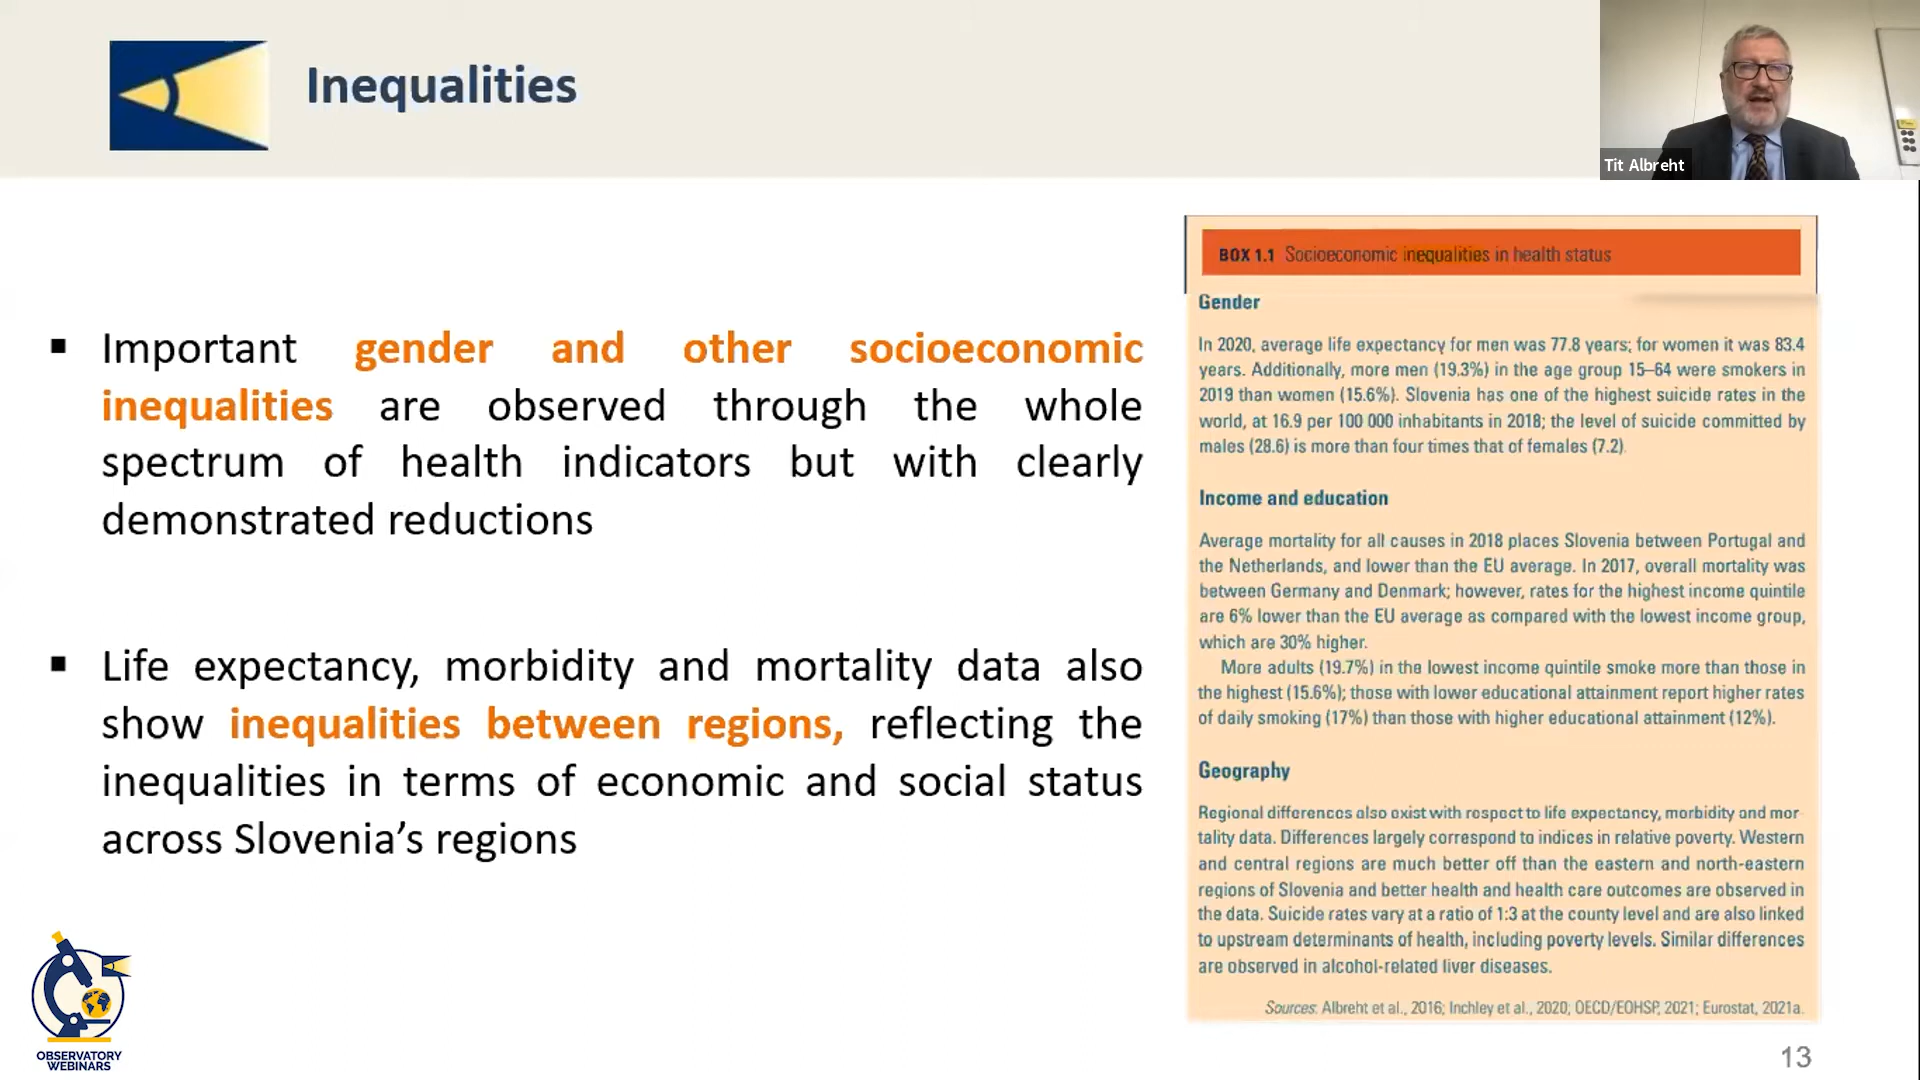 Inequalities
Tit Albreht
▪ Important gender and other socioeconomic
inequalities are observed through the whole
spectrum of health indicators but with clearly
demonstrated reductions
▪ Life expectancy, morbidity and mortality data also
show inequalities between regions, reflecting the
inequalities in terms of economic and social status
across Slovenia’s regions
BOX 1.1 Socioeconomic inequalities in health status
Gender
In 2020, average life expectancy for men was 77.8 years; for women it was 83.4
years. Additionally, more men (19.3%) in the age group 15–64 were smokers in
2019 than women (15.6%). Slovenia has one of the highest suicide rates in the
world, at 16.9 per 100 000 inhabitants in 2018; the level of suicide committed by
males (28.6) is more than four times that of females (7.2).
Income and education
Average mortality for all causes in 2018 places Slovenia between Portugal and
the Netherlands, and lower than the EU average. In 2017, overall mortality was
between Germany and Denmark; however, rates for the highest income quintile
are 6% lower than the EU average as compared with the lowest income group,
which are 30% higher.
More adults (19.7%) in the lowest income quintile smoke more than those in
the highest (15.6%); those with lower educational attainment report higher rates
of daily smoking (17%) than those with higher educational attainment (12%).
Geography
Regional differences also exist with respect to life expectancy, morbidity and mor-
tality data. Differences largely correspond to indices in relative poverty. Western
and central regions are much better off than the eastern and north-eastern
regions of Slovenia and better health and health care outcomes are observed in
the data. Suicide rates vary at a ratio of 1:3 at the county level and are also linked
to upstream determinants of health, including poverty levels. Similar differences
are observed in alcohol-related liver diseases.
Sources: Albreht et al., 2016; Inchley et al., 2020; OECD/EOHSP, 2021; Eurostat, 2021a.
OBSERVATORY
WEBINARS
13